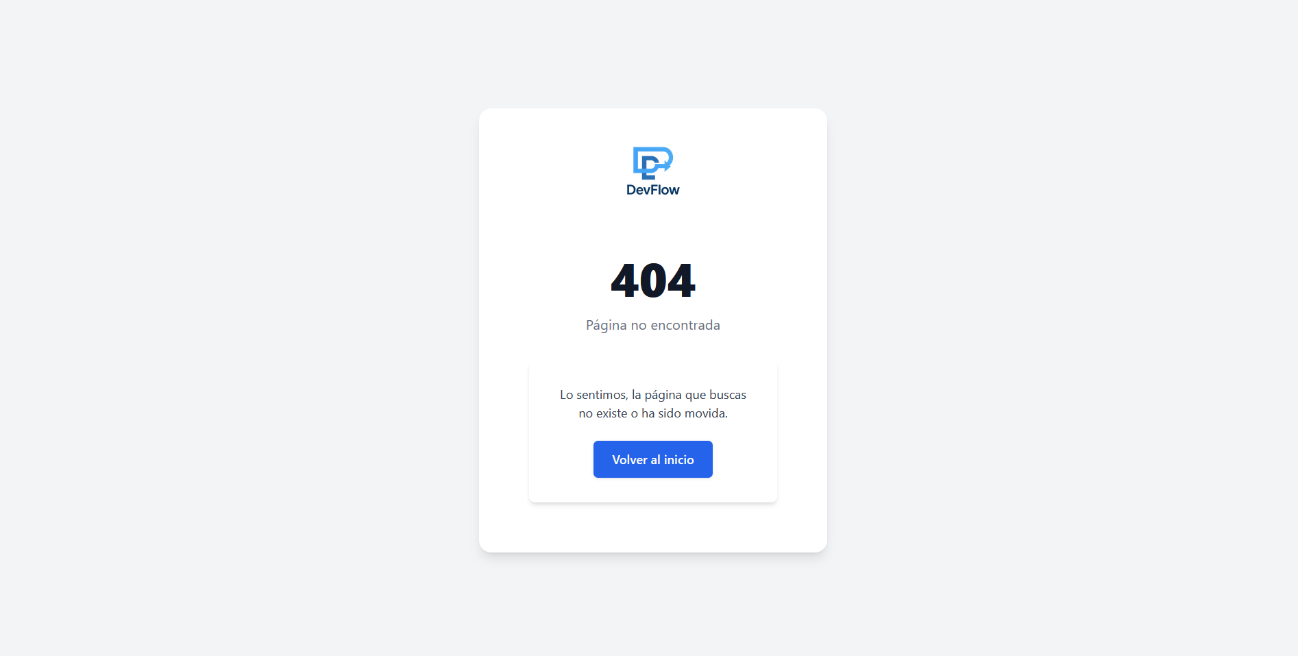 DevFlow
404
Página no encontrada
Lo sentimos, la página que buscas
no existe o ha sido movida.
Volver al inicio